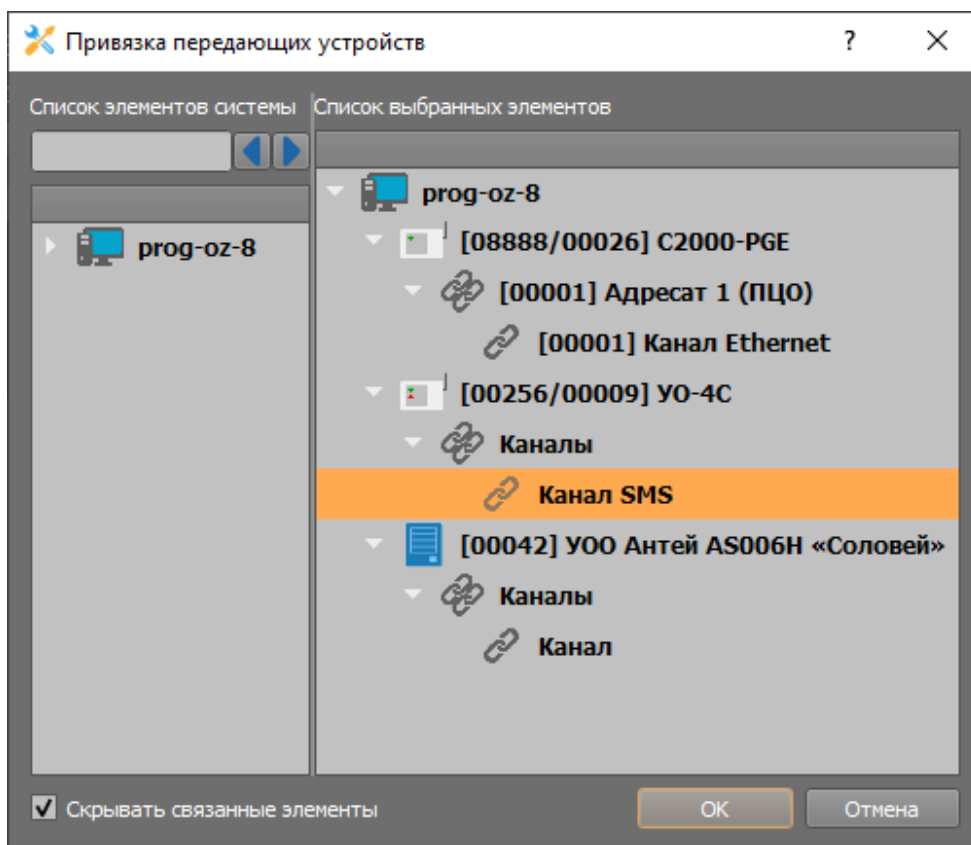 Привязка передающих устройств
?
Список элементов системы
Список выбранных элементов
prog-oz-8
prog-oz-8
[08888/00026] C2000-PGE
[00001] Адресат 1 (ПЦО)
[00001] Канал Ethernet
[00256/00009] УО-4С
Каналы
Канал SMS
[00042] УОО Антей AS006H «Соловей»
Каналы
Канал
Скрывать связанные элементы
OK
Отмена